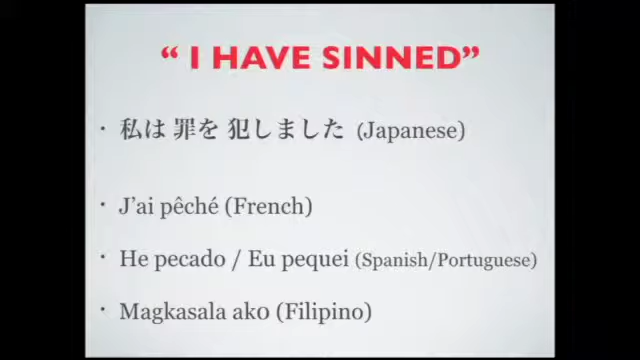 “ I HAVE SINNED”
• 私は 罪を 犯しました (Japanese)
• J’ai pêché (French)
• He pecado / Eu pequei (Spanish/Portuguese)
• Magkasala ako (Filipino)